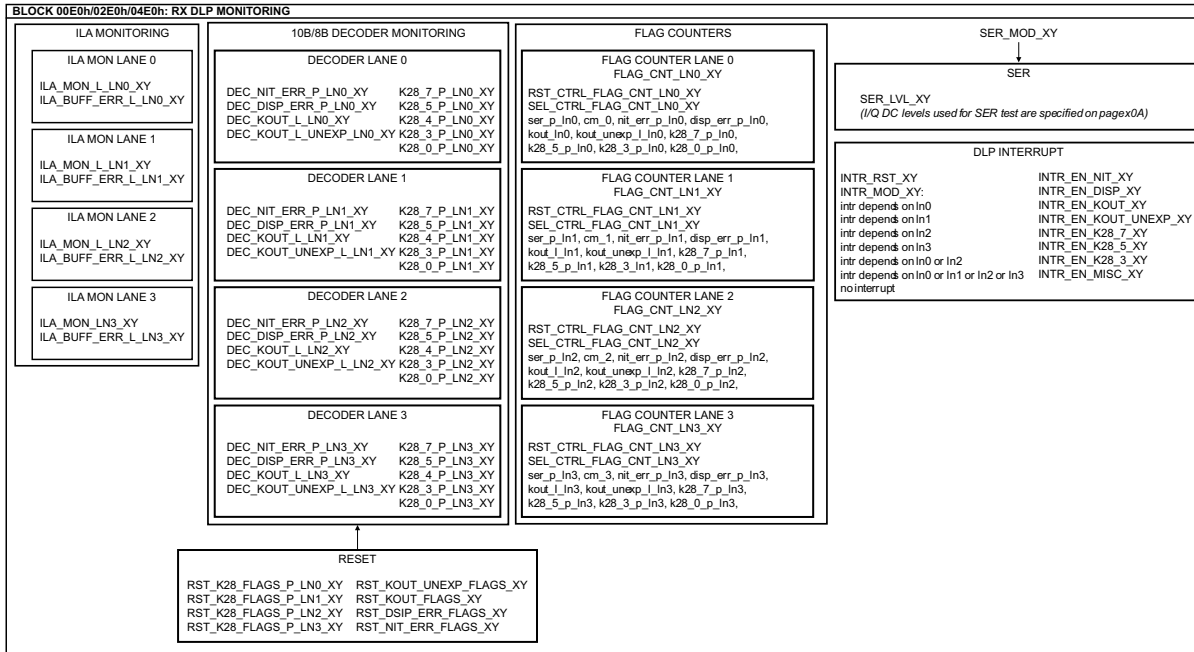 BLOCK 00E0h/02E0h/04E0h: RX DLP MONITORING
ILA MONITORING
ILA MON LANE 0
ILA_MON_L_LN0_XY
ILA_BUFF_ERR_L_LN0_XY
ILA MON LANE 1
ILA_MON_L_LN1_XY
ILA_BUFF_ERR_L_LN1_XY
ILA MON LANE 2
ILA_MON_L_LN2_XY
ILA_BUFF_ERR_L_LN2_XY
ILA MON LANE 3
ILA_MON_LN3_XY
ILA_BUFF_ERR_L_LN3_XY
10B/8B DECODER MONITORING
DECODER LANE 0
DEC_NIT_ERR_P_LN0_XY K28_7_P_LN0_XY
DEC_DISP_ERR_P_LN0_XY K28_5_P_LN0_XY
DEC_KOUT_L_LN0_XY K28_4_P_LN0_XY
DEC_KOUT_L_UNEXP_LN0_XY K28_3_P_LN0_XY
K28_0_P_LN0_XY
DECODER LANE 1
DEC_NIT_ERR_P_LN1_XY K28_7_P_LN1_XY
DEC_DISP_ERR_P_LN1_XY K28_5_P_LN1_XY
DEC_KOUT_L_LN1_XY K28_4_P_LN1_XY
DEC_KOUT_UNEXP_L_LN1_XY K28_3_P_LN1_XY
K28_0_P_LN1_XY
DECODER LANE 2
DEC_NIT_ERR_P_LN2_XY K28_7_P_LN2_XY
DEC_DISP_ERR_P_LN2_XY K28_5_P_LN2_XY
DEC_KOUT_L_LN2_XY K28_4_P_LN2_XY
DEC_KOUT_UNEXP_L_LN2_XY K28_3_P_LN2_XY
K28_0_P_LN2_XY
DECODER LANE 3
DEC_NIT_ERR_P_LN3_XY K28_7_P_LN3_XY
DEC_DISP_ERR_P_LN3_XY K28_5_P_LN3_XY
DEC_KOUT_L_LN3_XY K28_4_P_LN3_XY
DEC_KOUT_UNEXP_L_LN3_XY K28_3_P_LN3_XY
K28_0_P_LN3_XY
FLAG COUNTERS
FLAG COUNTER LANE 0
FLAG_CNT_LN0_XY
RST_CTRL_FLAG_CNT_LN0_XY
SEL_CTRL_FLAG_CNT_LN0_XY
ser_p_ln0, cm_0, nit_err_p_ln0, disp_err_p_ln0,
kout_ln0, kout_unexp_l_ln0, k28_7_p_ln0,
k28_5_p_ln0, k28_3_p_ln0, k28_0_p_ln0,
FLAG COUNTER LANE 1
FLAG_CNT_LN1_XY
RST_CTRL_FLAG_CNT_LN1_XY
SEL_CTRL_FLAG_CNT_LN1_XY
ser_p_ln1, cm_1, nit_err_p_ln1, disp_err_p_ln1,
kout_l_ln1, kout_unexp_l_ln1, k28_7_p_ln1,
k28_5_p_ln1, k28_3_ln1, k28_0_p_ln1,
FLAG COUNTER LANE 2
FLAG_CNT_LN2_XY
RST_CTRL_FLAG_CNT_LN2_XY
SEL_CTRL_FLAG_CNT_LN2_XY
ser_p_ln2, cm_2, nit_err_p_ln2, disp_err_p_ln2,
kout_l_ln2, kout_unexp_l_ln2, k28_7_p_ln2,
k28_5_p_ln2, k28_3_p_ln2, k28_0_p_ln2,
FLAG COUNTER LANE 3
FLAG_CNT_LN3_XY
RST_CTRL_FLAG_CNT_LN3_XY
SEL_CTRL_FLAG_CNT_LN3_XY
ser_p_ln3, cm_3, nit_err_p_ln3, disp_err_p_ln3,
kout_l_ln3, kout_unexp_l_ln3, k28_7_p_ln3,
k28_5_p_ln3, k28_3_p_ln3, k28_0_p_ln3,
SER_MOD_XY
SER
SER_LVL_XY
(I/Q DC levels used for SER test are specified on pagex0A)
DLP INTERRUPT
INTR_RST_XY INTR_EN_NIT_XY
INTR_MOD_XY: INTR_EN_DISP_XY
intr depends on ln0 INTR_EN_KOUT_XY
intr depends on ln1 INTR_EN_KOUT_UNEXP_XY
intr depends on ln2 INTR_EN_K28_7_XY
intr depends on ln3 INTR_EN_K28_5_XY
intr depends on ln0 or ln2 INTR_EN_K28_3_XY
intr depends on ln0 or ln1 or ln2 or ln3 INTR_EN_MISC_XY
no interrupt
RESET
RST_K28_FLAGS_P_LN0_XY RST_KOUT_UNEXP_FLAGS_XY
RST_K28_FLAGS_P_LN1_XY RST_KOUT_FLAGS_XY
RST_K28_FLAGS_P_LN2_XY RST_DSIP_ERR_FLAGS_XY
RST_K28_FLAGS_P_LN3_XY RST_NIT_ERR_FLAGS_XY